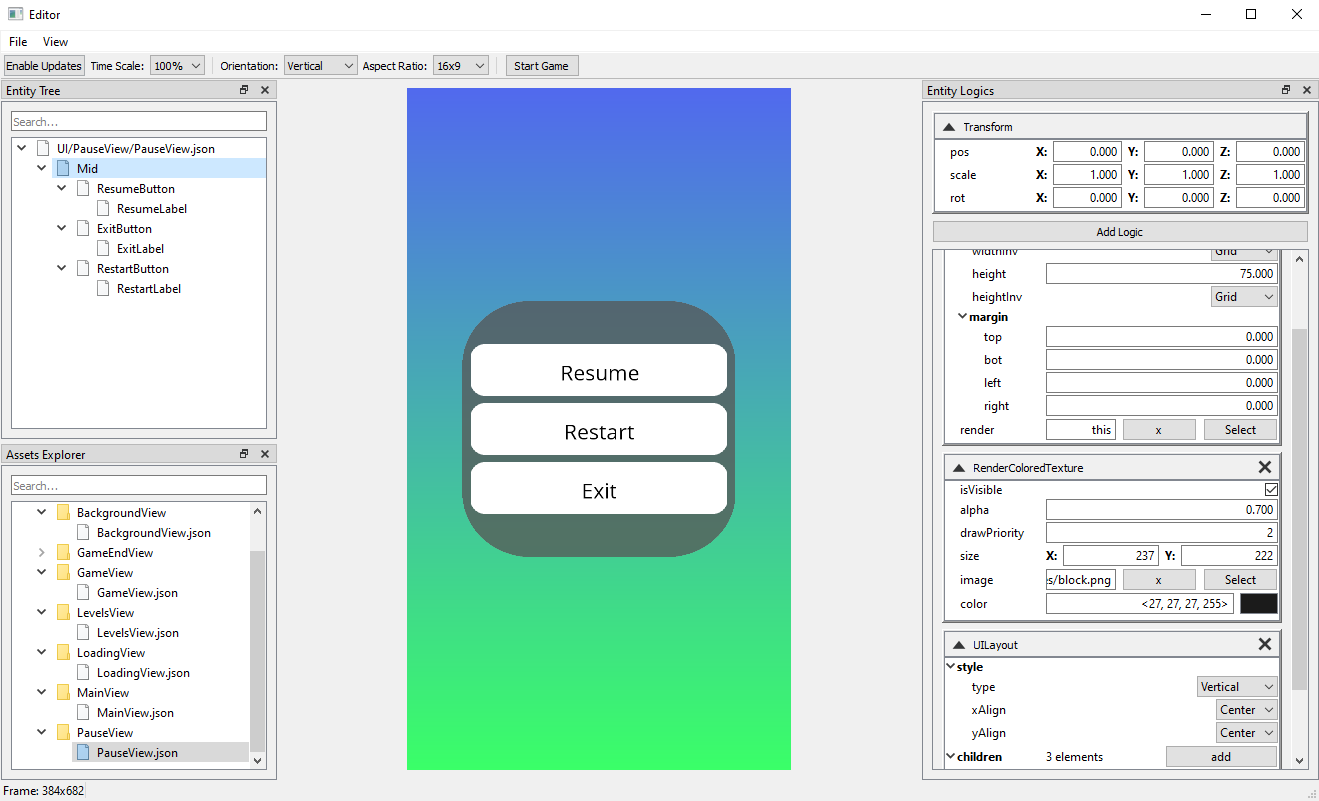 Editor
File View
Enable Updates Time Scale: 100% Orientation: Vertical Aspect Ratio: 16x9 Start Game
Entity Tree
Search...
UI/PauseView/PauseView.json
Mid
ResumeButton
ResumeLabel
ExitButton
ExitLabel
RestartButton
RestartLabel
Assets Explorer
Search...
BackgroundView
BackgroundView.json
GameEndView
GameView
GameView.json
LevelsView
LevelsView.json
LoadingView
LoadingView.json
MainView
MainView.json
PauseView
PauseView.json
Resume
Restart
Exit
Entity Logics
Transform
pos X: 0.000 Y: 0.000 Z: 0.000
scale X: 1.000 Y: 1.000 Z: 1.000
rot X: 0.000 Y: 0.000 Z: 0.000
Add Logic
widthInv Grid
height 75.000
heightInv Grid
margin
top 0.000
bot 0.000
left 0.000
right 0.000
render this x Select
RenderColoredTexture
isVisible
alpha 0.700
drawPriority 2
size X: 237 Y: 222
image es/block.png x Select
color <27, 27, 27, 255>
UILayout
style
type Vertical
xAlign Center
yAlign Center
children 3 elements add
Frame: 384x682